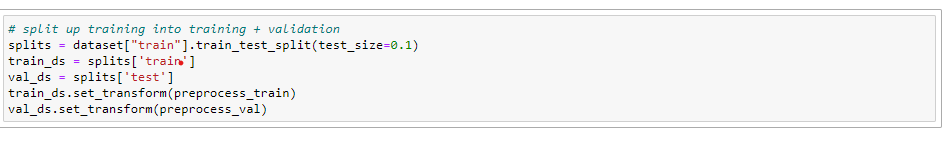 # split up training into training + validation
splits = dataset["train"].train_test_split(test_size=0.1)
train_ds = splits['train']
val_ds = splits['test']
train_ds.set_transform(preprocess_train)
val_ds.set_transform(preprocess_val)